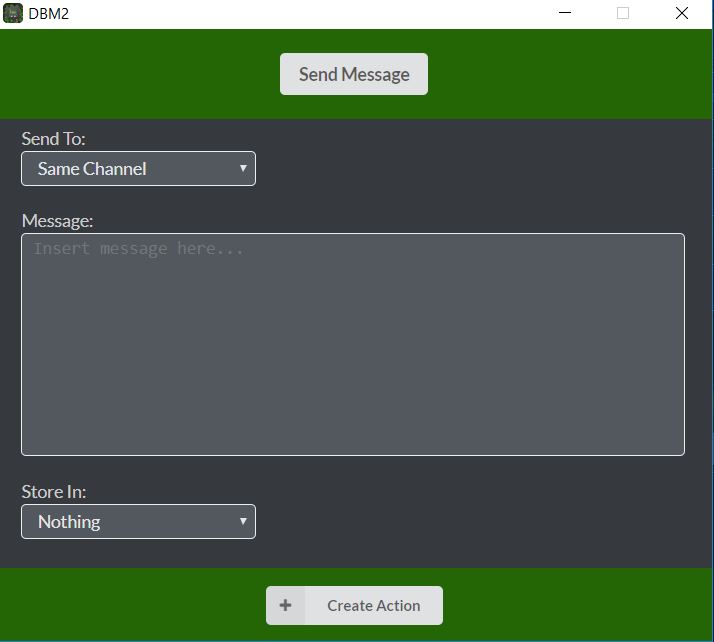 DBM2
Send Message
Send To:
Same Channel
Message:
Insert message here...
Store In:
Nothing
Create Action